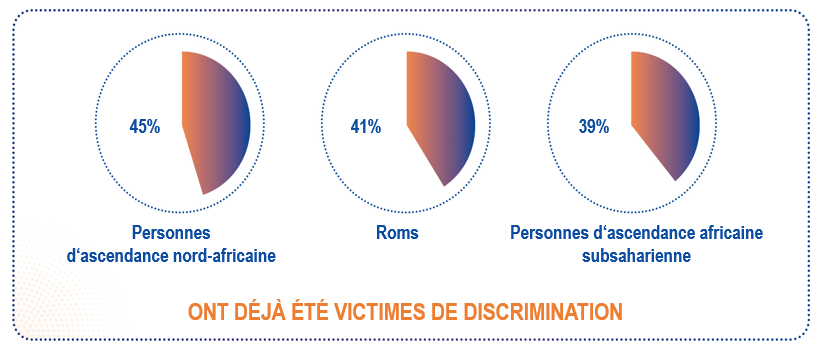 45%
41%
39%
Personnes
d‘ascendance nord-africaine
Roms
Personnes d‘ascendance africaine
subsaharienne
ONT DÉJÀ ÉTÉ VICTIMES DE DISCRIMINATION